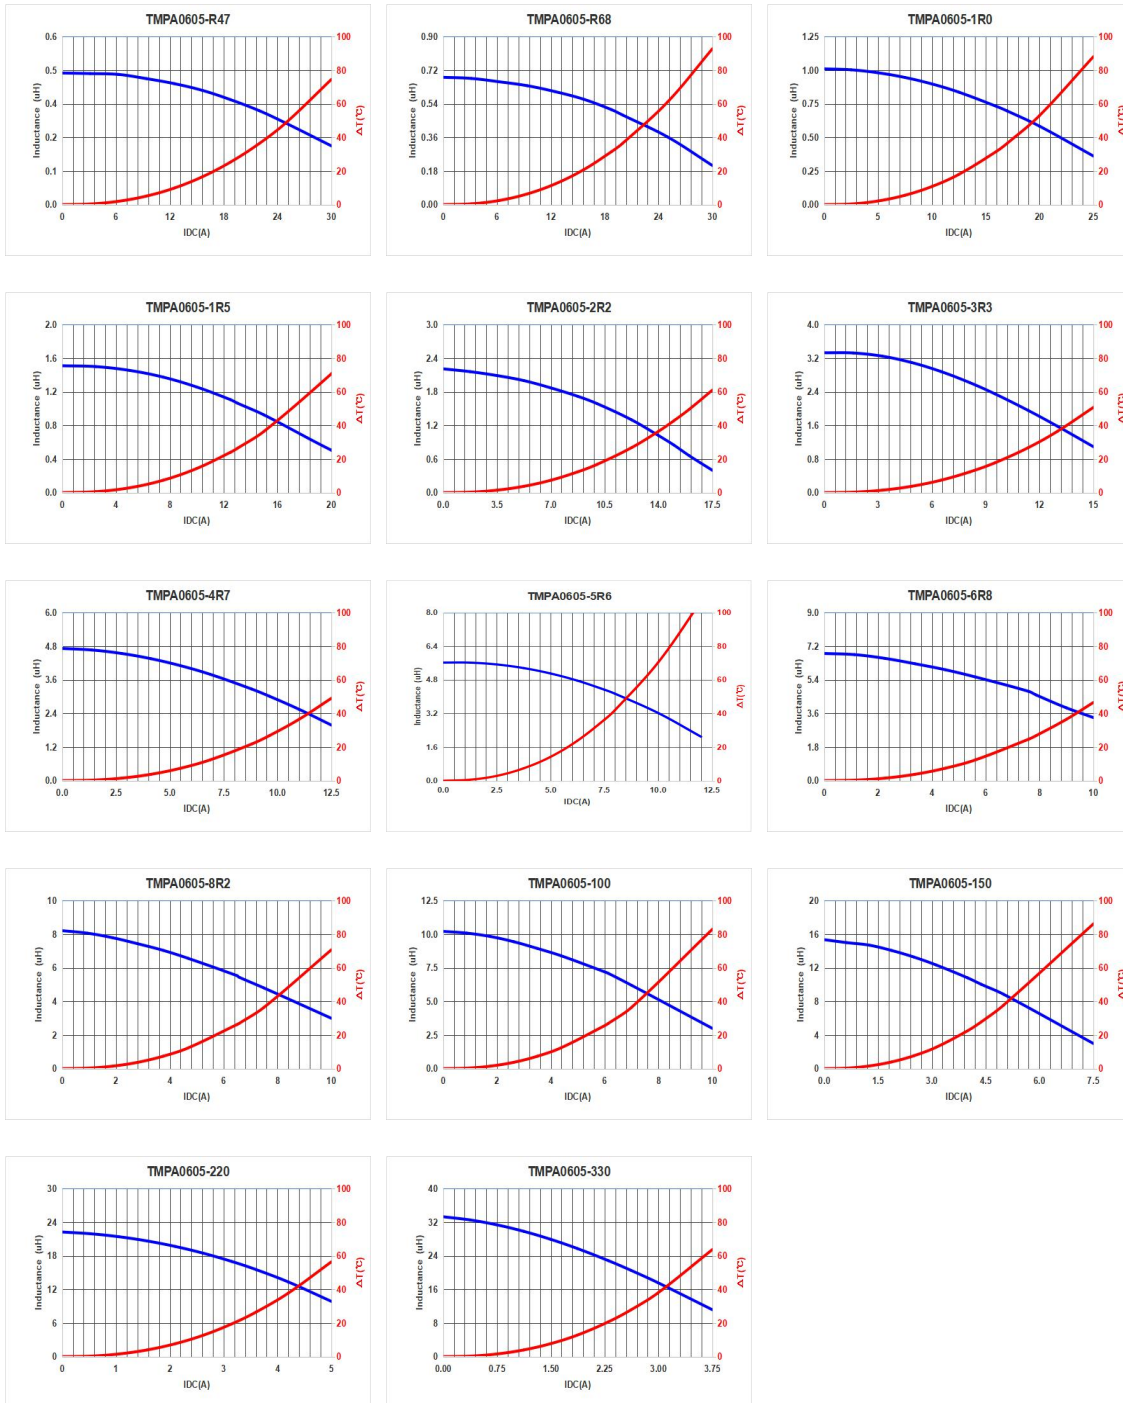 TMPA0605-R47
0.6
0.5
0.4
0.2
0.1
0.0
Inductance (uH)
100
80
60
40
20
0
ΔT(℃)
0 6 12 18 24 30
IDC(A)
TMPA0605-R68
0.90
0.72
0.54
0.36
0.18
0.00
Inductance (uH)
100
80
60
40
20
0
ΔT(℃)
0 6 12 18 24 30
IDC(A)
TMPA0605-1R0
1.25
1.00
0.75
0.50
0.25
0.00
Inductance (uH)
100
80
60
40
20
0
ΔT(℃)
0 5 10 15 20 25
IDC(A)
TMPA0605-1R5
2.0
1.6
1.2
0.8
0.4
0.0
Inductance (uH)
100
80
60
40
20
0
ΔT(℃)
0 4 8 12 16 20
IDC(A)
TMPA0605-2R2
3.0
2.4
1.8
1.2
0.6
0.0
Inductance (uH)
100
80
60
40
20
0
ΔT(℃)
0.0 3.5 7.0 10.5 14.0 17.5
IDC(A)
TMPA0605-3R3
4.0
3.2
2.4
1.6
0.8
0.0
Inductance (uH)
100
80
60
40
20
0
ΔT(℃)
0 3 6 9 12 15
IDC(A)
TMPA0605-4R7
6.0
4.8
3.6
2.4
1.2
0.0
Inductance (uH)
100
80
60
40
20
0
ΔT(℃)
0.0 2.5 5.0 7.5 10.0 12.5
IDC(A)
TMPA0605-5R6
8.0
6.4
4.8
3.2
1.6
0.0
Inductance (uH)
100
80
60
40
20
0
ΔT(℃)
0.0 2.5 5.0 7.5 10.0 12.5
IDC(A)
TMPA0605-6R8
9.0
7.2
5.4
3.6
1.8
0.0
Inductance (uH)
100
80
60
40
20
0
ΔT(℃)
0 2 4 6 8 10
IDC(A)
TMPA0605-8R2
10
8
6
4
2
0
Inductance (uH)
100
80
60
40
20
0
ΔT(℃)
0 2 4 6 8 10
IDC(A)
TMPA0605-100
12.5
10.0
7.5
5.0
2.5
0.0
Inductance (uH)
100
80
60
40
20
0
ΔT(℃)
0 2 4 6 8 10
IDC(A)
TMPA0605-150
20
16
12
8
4
0
Inductance (uH)
100
80
60
40
20
0
ΔT(℃)
0.0 1.5 3.0 4.5 6.0 7.5
IDC(A)
TMPA0605-220
30
24
18
12
6
0
Inductance (uH)
100
80
60
40
20
0
ΔT(℃)
0 1 2 3 4 5
IDC(A)
TMPA0605-330
40
32
24
16
8
0
Inductance (uH)
100
80
60
40
20
0
ΔT(℃)
0.00 0.75 1.50 2.25 3.00 3.75
IDC(A)